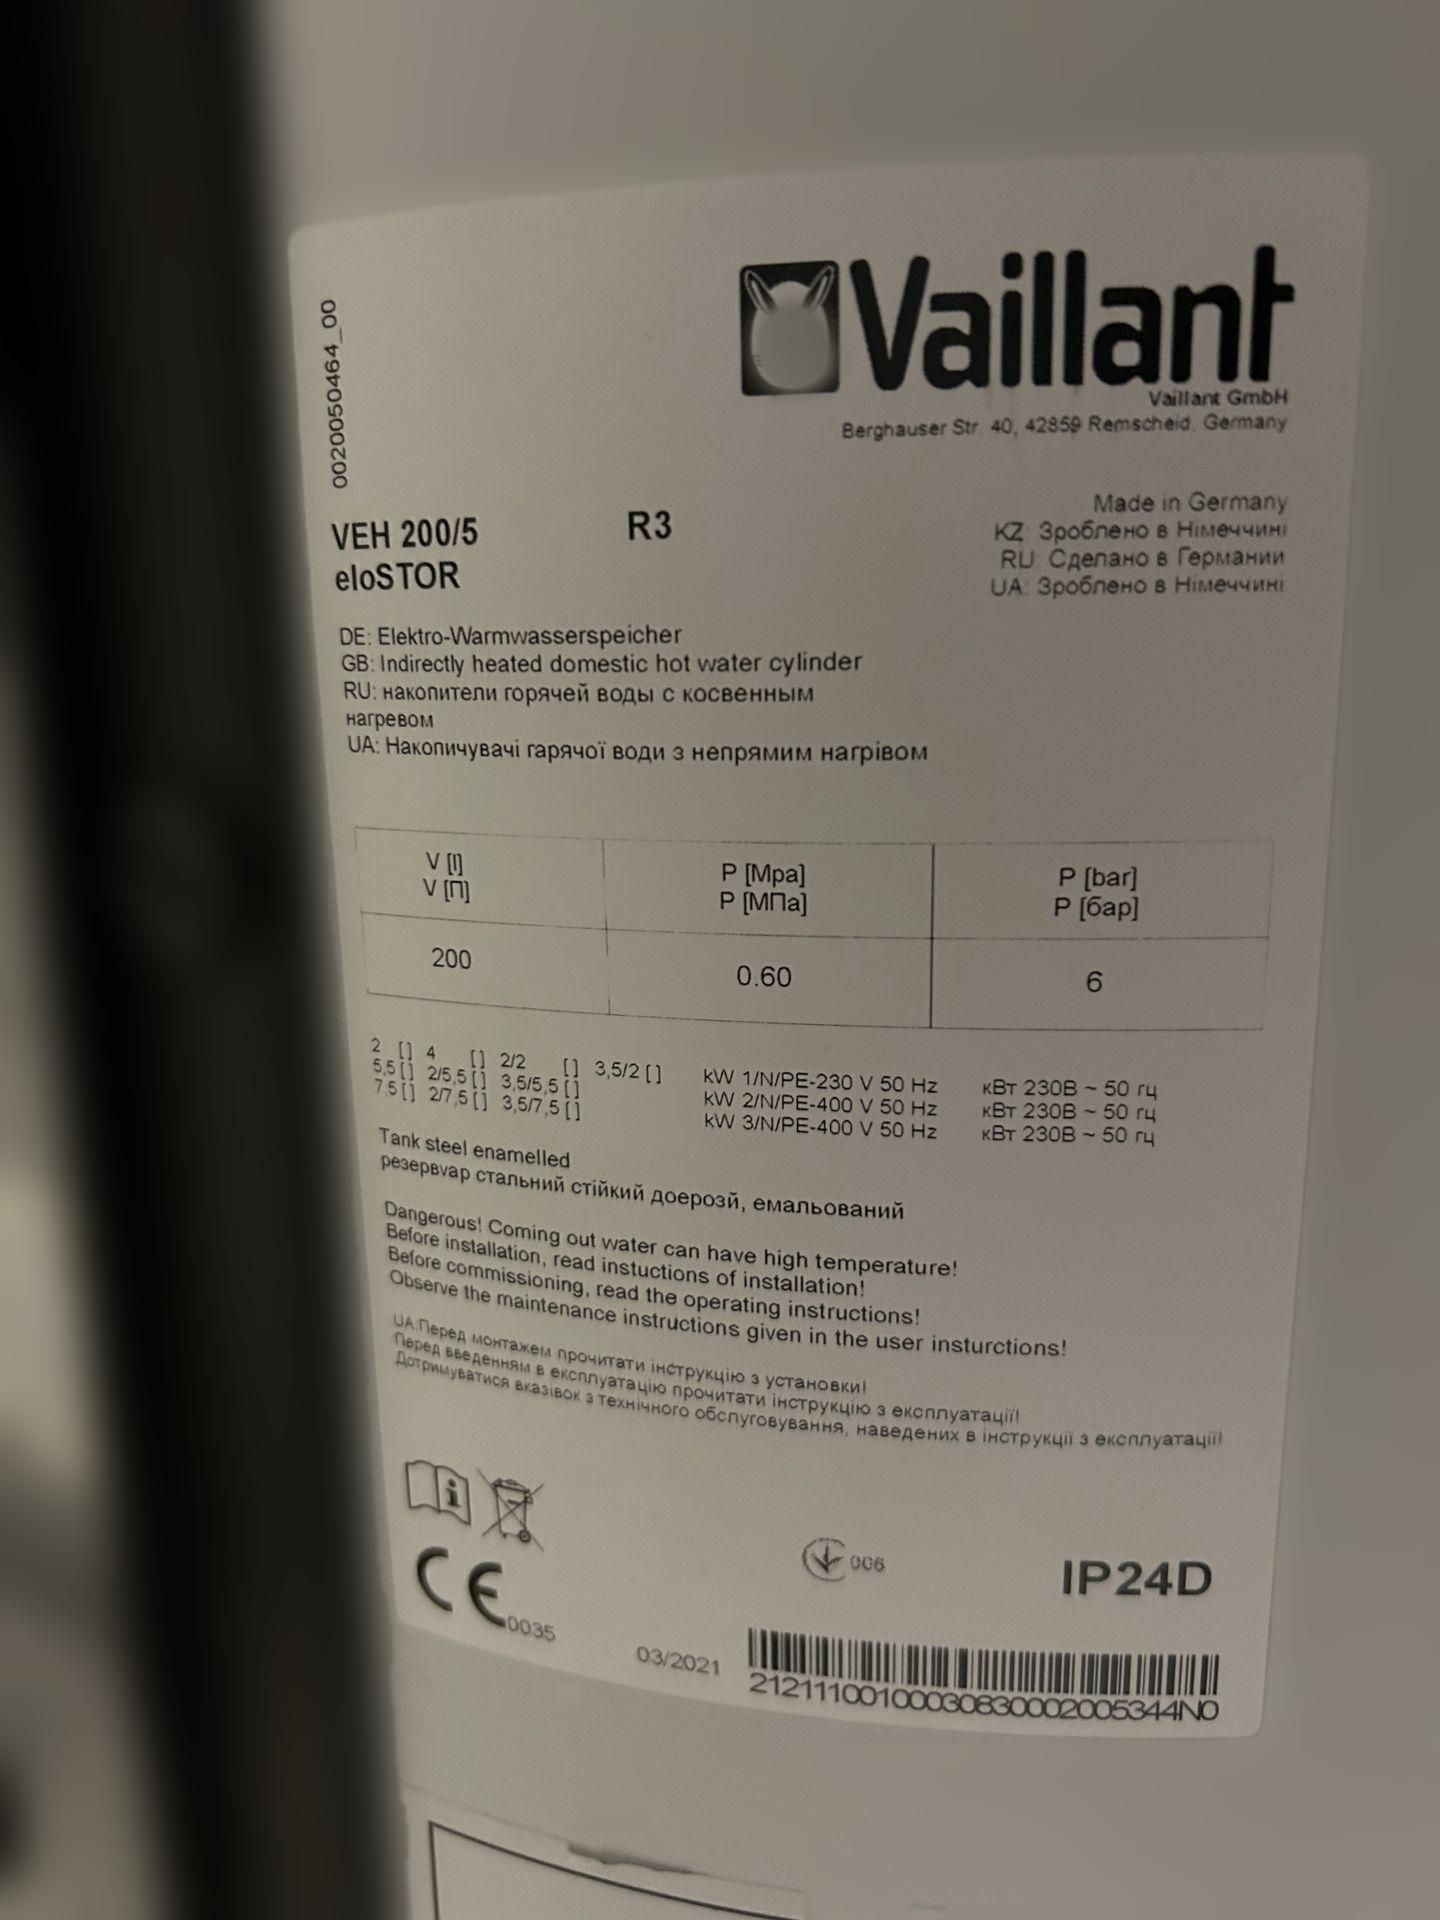 0020050464_00
Vaillant
Vaillant GmbH
Berghauser Str. 40, 42859 Remscheid, Germany
VEH 200/5 R3
eloSTOR
Made in Germany
KZ: Зроблено в Німеччині
RU: Сделано в Германии
UA: Зроблено в Німеччині
DE: Elektro-Warmwasserspeicher
GB: Indirectly heated domestic hot water cylinder
RU: накопители горячей воды с косвенным
нагревом
UA: Накопичувачі гарячої води з непрямим нагрівом
V [l] P [Mpa] P [bar]
V [П] P [МПа] P [бар]
200 0.60 6
2 [] 4 [] 2/2 [] 3,5/2 [] kW 1/N/PE-230 V 50 Hz кВт 230В ~ 50 гц
5,5 [] 2/5,5 [] 3,5/5,5 [] kW 2/N/PE-400 V 50 Hz кВт 230В ~ 50 гц
7,5 [] 2/7,5 [] 3,5/7,5 [] kW 3/N/PE-400 V 50 Hz кВт 230В ~ 50 гц
Tank steel enamelled
резервvар стальний стійкий доерозй, емальований
Dangerous! Coming out water can have high temperature!
Before installation, read instuctions of installation!
Before commissioning, read the operating instructions!
Observe the maintenance instructions given in the user insturctions!
UA:Перед монтажем прочитати інструкцію з установки!
Перед введенням в експлуатацію прочитати інструкцію з експлуатації!
Дотримуватися вказівок з технічного обслуговування, наведених в інструкції з експлуатації!
006
IP24D
CE 0035
03/2021
21211100100030830002005344N0